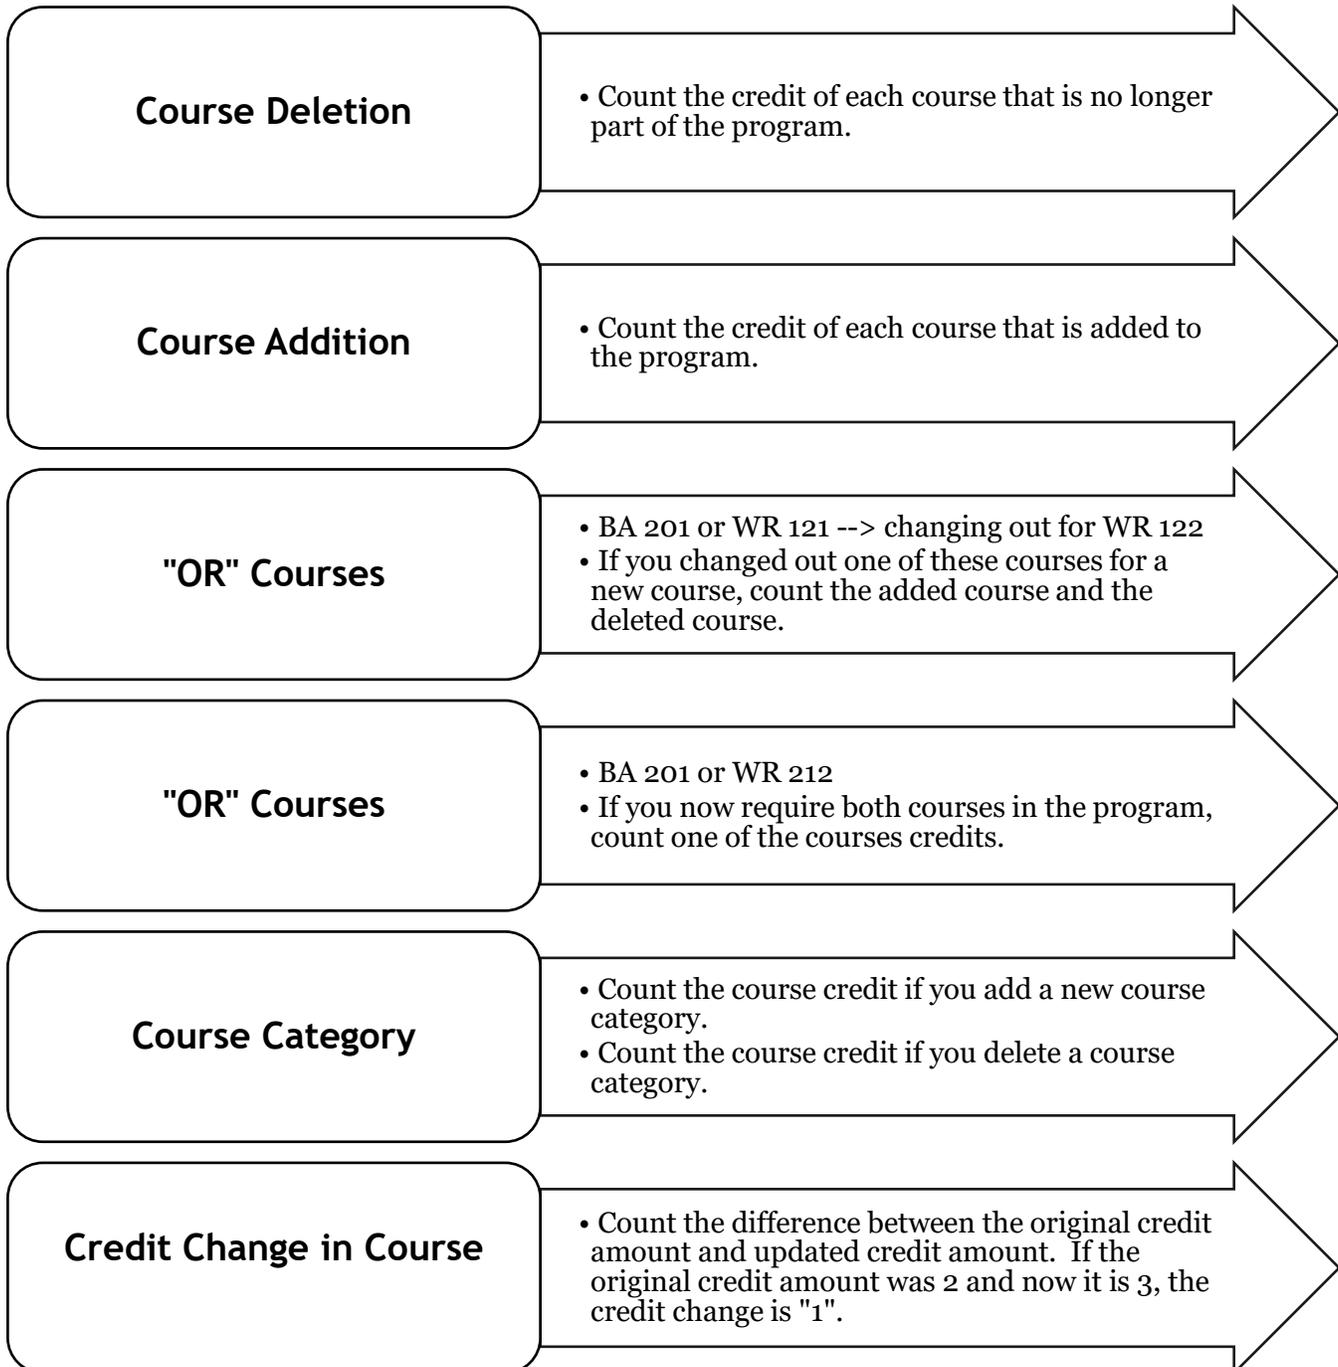 Course Deletion
• Count the credit of each course that is no longer
part of the program.
Course Addition
• Count the credit of each course that is added to
the program.
"OR" Courses
• BA 201 or WR 121 --> changing out for WR 122
• If you changed out one of these courses for a
new course, count the added course and the
deleted course.
"OR" Courses
• BA 201 or WR 212
• If you now require both courses in the program,
count one of the courses credits.
Course Category
• Count the course credit if you add a new course
category.
• Count the course credit if you delete a course
category.
Credit Change in Course
• Count the difference between the original credit
amount and updated credit amount.  If the
original credit amount was 2 and now it is 3, the
credit change is "1".